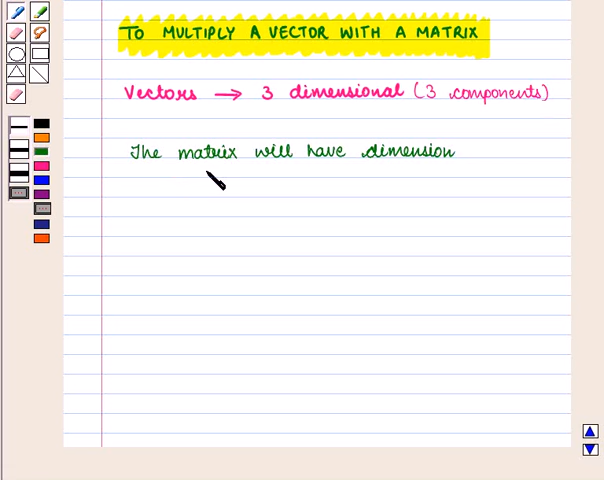 TO MULTIPLY A VECTOR WITH A MATRIX
Vectors → 3 dimensional (3 components)
The matrix will have dimension